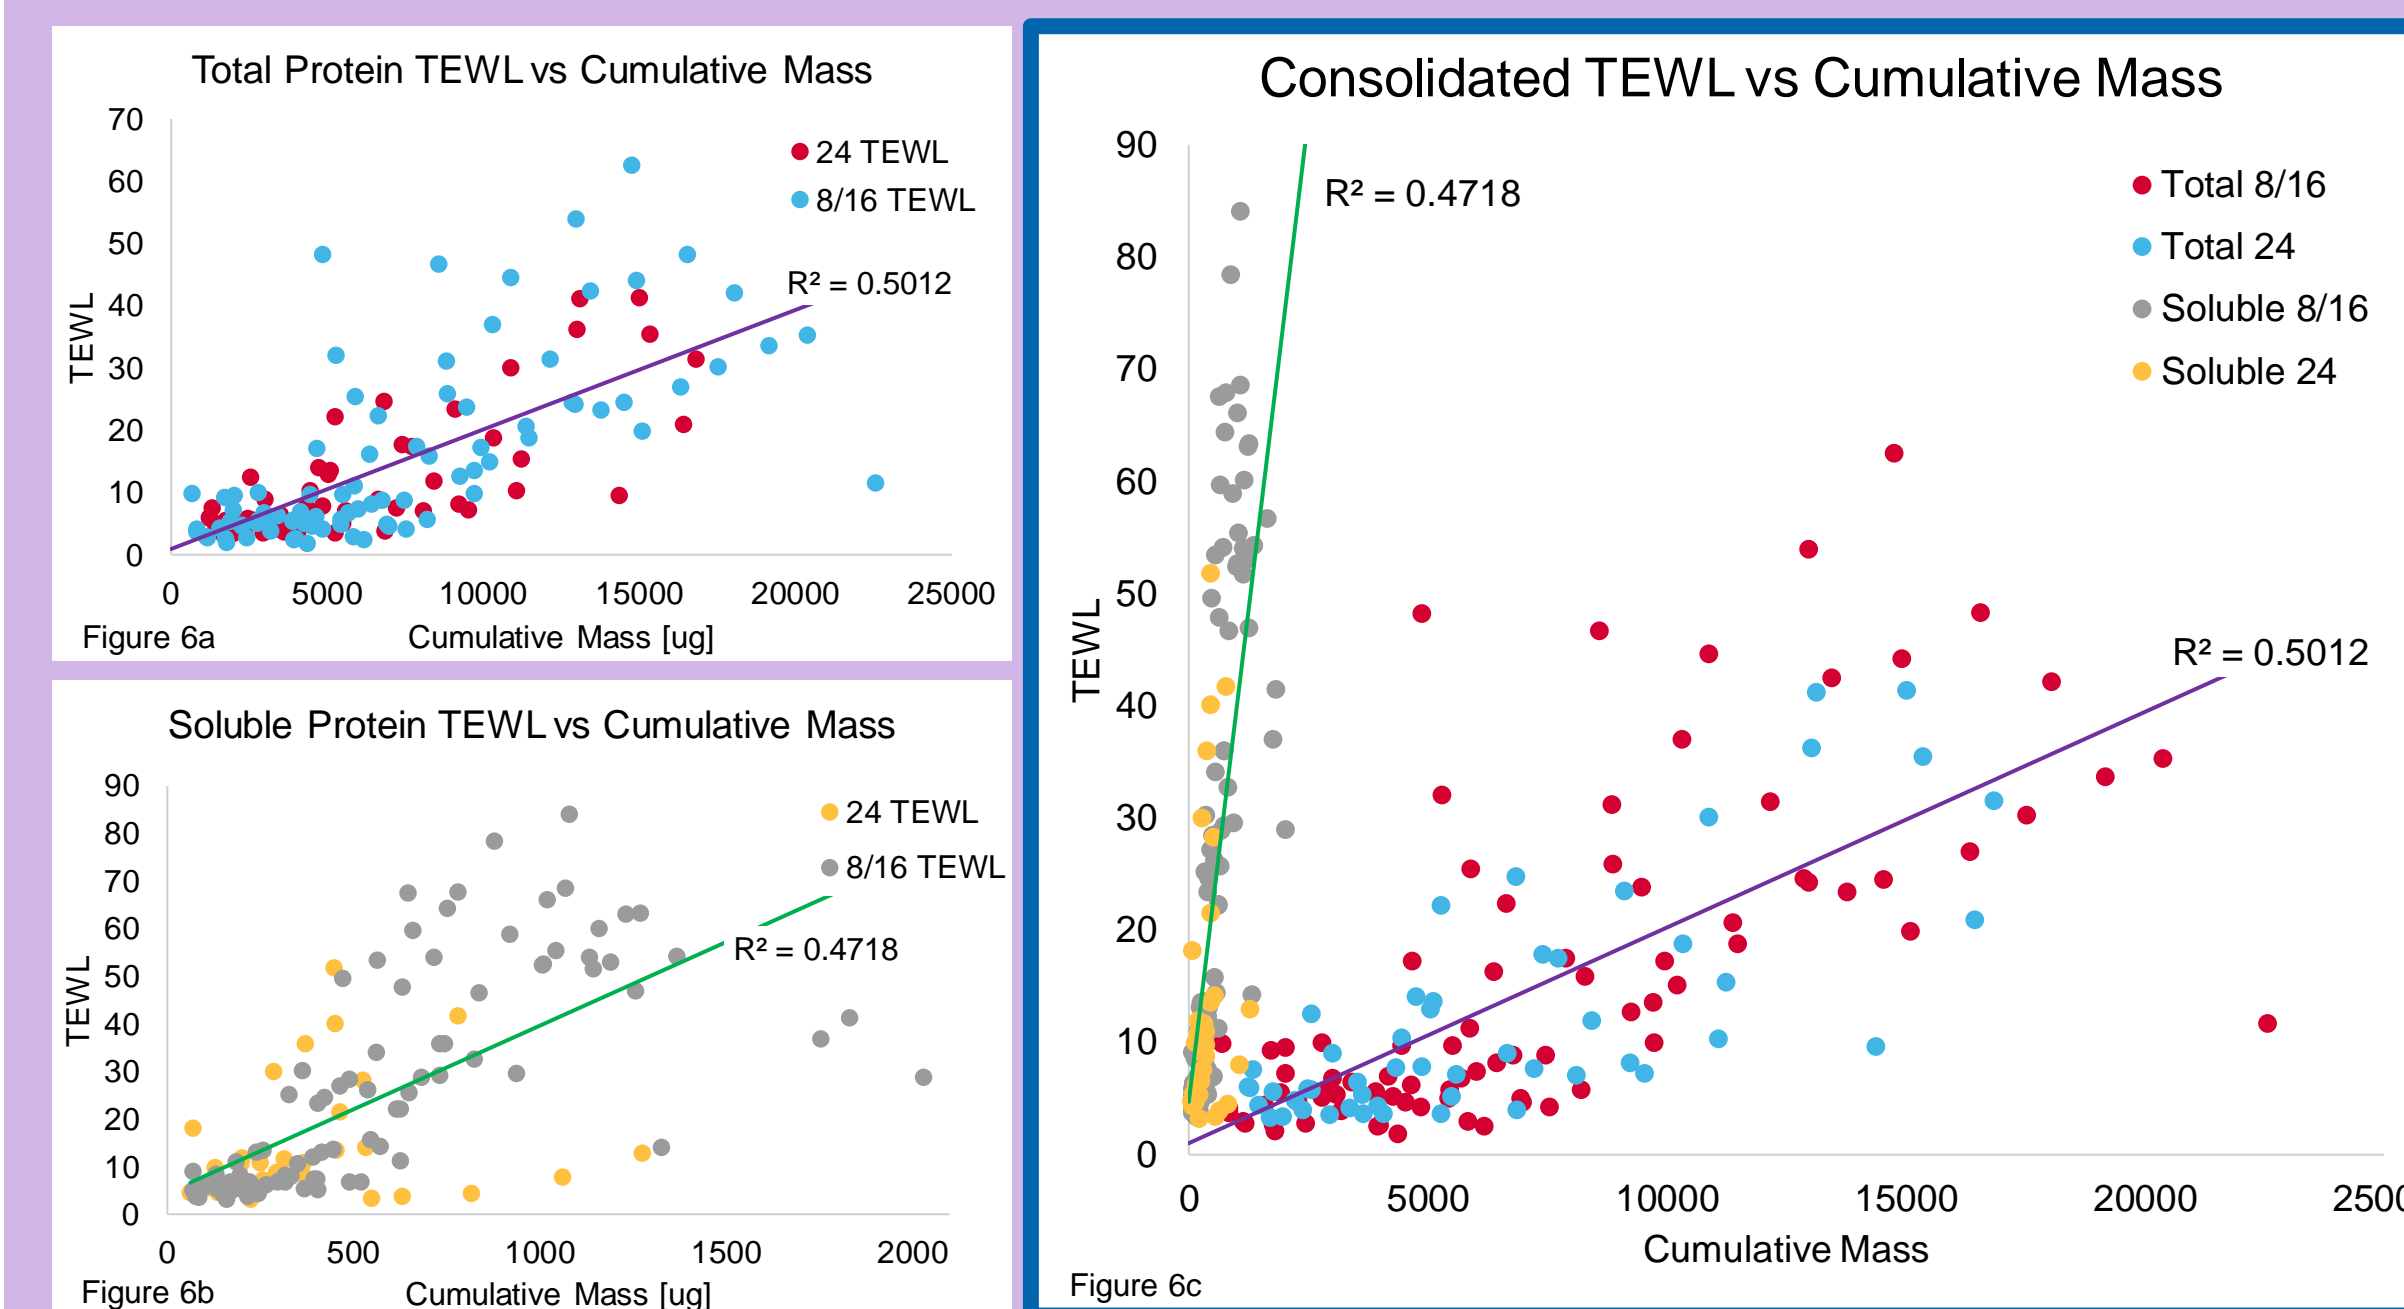 Total Protein TEWL vs Cumulative Mass
70
60
50
40
30
20
10
0
TEWL
24 TEWL
8/16 TEWL
R² = 0.5012
0 5000 10000 15000 20000 25000
Figure 6a
Cumulative Mass [ug]
Soluble Protein TEWL vs Cumulative Mass
90
80
70
60
50
40
30
20
10
0
TEWL
24 TEWL
8/16 TEWL
R² = 0.4718
0 500 1000 1500 2000
Figure 6b
Cumulative Mass [ug]
Consolidated TEWL vs Cumulative Mass
90
80
70
60
50
40
30
20
10
0
TEWL
R² = 0.4718
Total 8/16
Total 24
Soluble 8/16
Soluble 24
R² = 0.5012
0 5000 10000 15000 20000
Cumulative Mass
Figure 6c